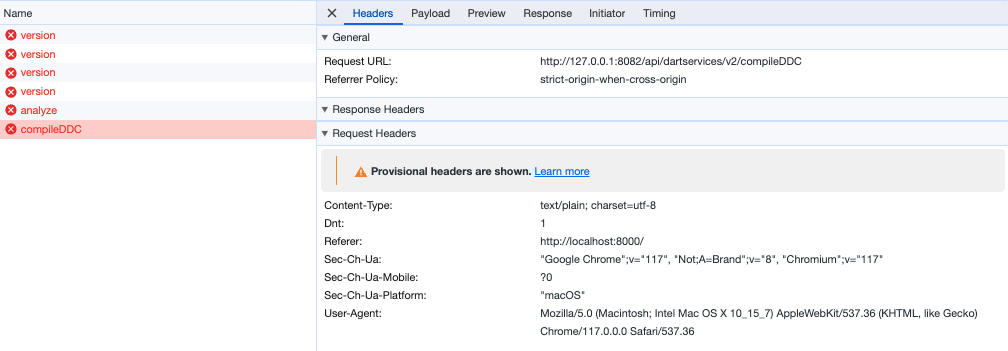 Name
version
version
version
version
analyze
compileDDC
Headers Payload Preview Response Initiator Timing
General
Request URL: http://127.0.0.1:8082/api/dartservices/v2/compileDDC
Referrer Policy: strict-origin-when-cross-origin
Response Headers
Request Headers
Provisional headers are shown. Learn more
Content-Type: text/plain; charset=utf-8
Dnt: 1
Referer: http://localhost:8000/
Sec-Ch-Ua: "Google Chrome";v="117", "Not;A=Brand";v="8", "Chromium";v="117"
Sec-Ch-Ua-Mobile: ?0
Sec-Ch-Ua-Platform: "macOS"
User-Agent: Mozilla/5.0 (Macintosh; Intel Mac OS X 10_15_7) AppleWebKit/537.36 (KHTML, like Gecko)
Chrome/117.0.0.0 Safari/537.36